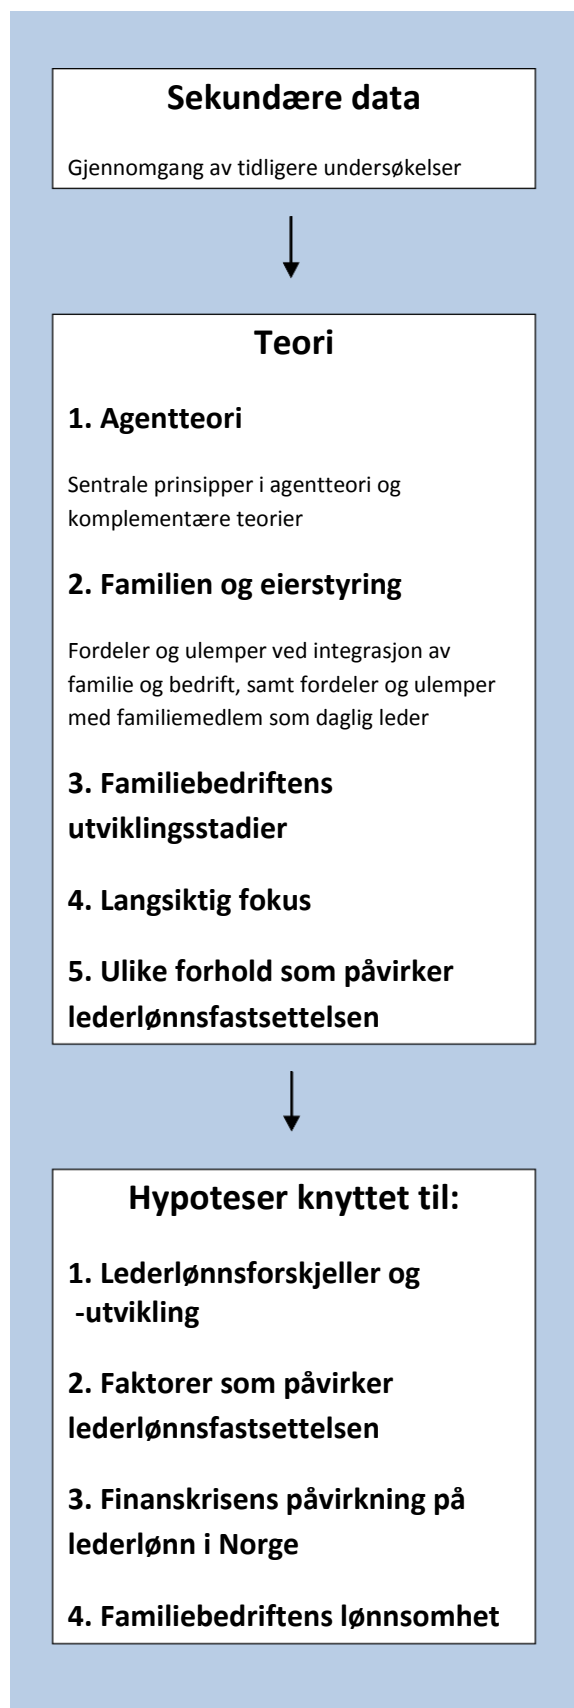 Sekundære data
Gjennomgang av tidligere undersøkelser
Teori
1. Agentteori
Sentrale prinsipper i agentteori og
komplementære teorier
2. Familien og eierstyring
Fordeler og ulemper ved integrasjon av
familie og bedrift, samt fordeler og ulemper
med familiemedlem som daglig leder
3. Familiebedriftens
utviklingsstadier
4. Langsiktig fokus
5. Ulike forhold som påvirker
lederlønnsfastsettelsen
Hypoteser knyttet til:
1. Lederlønnsforskjeller og
-utvikling
2. Faktorer som påvirker
lederlønnsfastsettelsen
3. Finanskrisens påvirkning på
lederlønn i Norge
4. Familiebedriftens lønnsomhet